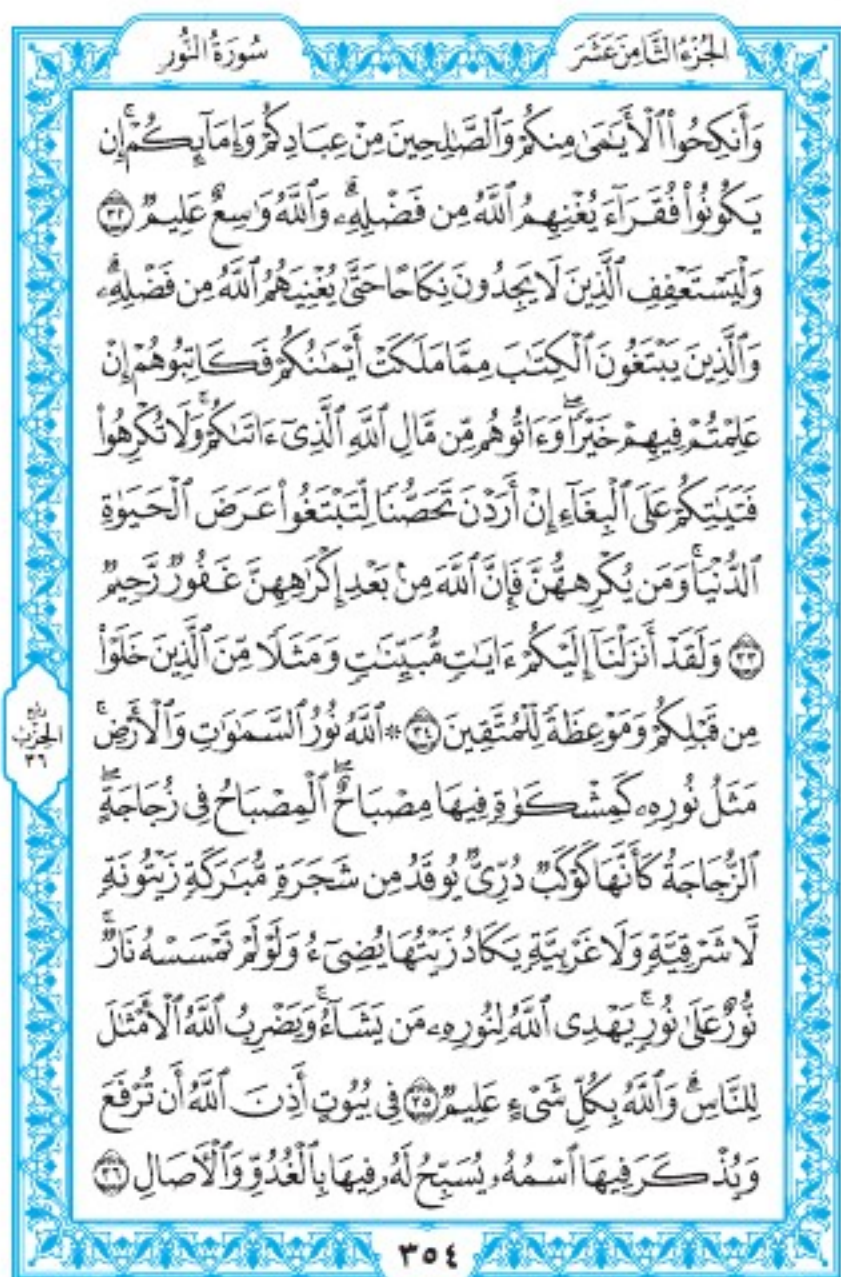 الجُزْءُ الثَّامِنَ عَشَرَ
سُورَةُ النُّورِ
وَأَنكِحُوا۟ ٱلْأَيَـٰمَىٰ مِنكُمْ وَٱلصَّـٰلِحِينَ مِنْ عِبَادِكُمْ وَإِمَآئِكُمْ ۚ إِن
يَكُونُوا۟ فُقَرَآءَ يُغْنِهِمُ ٱللَّهُ مِن فَضْلِهِۦ ۗ وَٱللَّهُ وَٰسِعٌ عَلِيمٌ ٣٢
وَلْيَسْتَعْفِفِ ٱلَّذِينَ لَا يَجِدُونَ نِكَاحًا حَتَّىٰ يُغْنِيَهُمُ ٱللَّهُ مِن فَضْلِهِۦ ۗ
وَٱلَّذِينَ يَبْتَغُونَ ٱلْكِتَـٰبَ مِمَّا مَلَكَتْ أَيْمَـٰنُكُمْ فَكَاتِبُوهُمْ إِنْ
عَلِمْتُمْ فِيهِمْ خَيْرًا ۖ وَءَاتُوهُم مِّن مَّالِ ٱللَّهِ ٱلَّذِىٓ ءَاتَىٰكُمْ ۚ وَلَا تُكْرِهُوا۟
فَتَيَـٰتِكُمْ عَلَى ٱلْبِغَآءِ إِنْ أَرَدْنَ تَحَصُّنًا لِّتَبْتَغُوا۟ عَرَضَ ٱلْحَيَوٰةِ
ٱلدُّنْيَا ۚ وَمَن يُكْرِههُّنَّ فَإِنَّ ٱللَّهَ مِنۢ بَعْدِ إِكْرَٰهِهِنَّ غَفُورٌ رَّحِيمٌ
٣٣ وَلَقَدْ أَنزَلْنَآ إِلَيْكُمْ ءَايَـٰتٍ مُّبَيِّنَـٰتٍ وَمَثَلًا مِّنَ ٱلَّذِينَ خَلَوْا۟
مِن قَبْلِكُمْ وَمَوْعِظَةً لِّلْمُتَّقِينَ ٣٤ ۞ ٱللَّهُ نُورُ ٱلسَّمَـٰوَٰتِ وَٱلْأَرْضِ ۚ
مَثَلُ نُورِهِۦ كَمِشْكَوٰةٍ فِيهَا مِصْبَاحٌ ۖ ٱلْمِصْبَاحُ فِى زُجَاجَةٍ ۖ
ٱلزُّجَاجَةُ كَأَنَّهَا كَوْكَبٌ دُرِّىٌّ يُوقَدُ مِن شَجَرَةٍ مُّبَـٰرَكَةٍ زَيْتُونَةٍ
لَّا شَرْقِيَّةٍ وَلَا غَرْبِيَّةٍ يَكَادُ زَيْتُهَا يُضِىٓءُ وَلَوْ لَمْ تَمْسَسْهُ نَارٌ ۚ
نُّورٌ عَلَىٰ نُورٍ ۗ يَهْدِى ٱللَّهُ لِنُورِهِۦ مَن يَشَآءُ ۚ وَيَضْرِبُ ٱللَّهُ ٱلْأَمْثَـٰلَ
لِلنَّاسِ ۗ وَٱللَّهُ بِكُلِّ شَىْءٍ عَلِيمٌ ٣٥ فِى بُيُوتٍ أَذِنَ ٱللَّهُ أَن تُرْفَعَ
وَيُذْكَرَ فِيهَا ٱسْمُهُۥ يُسَبِّحُ لَهُۥ فِيهَا بِٱلْغُدُوِّ وَٱلْـَٔاصَالِ ٣٦
ربع
الحزب
٣٦
٣٥٤